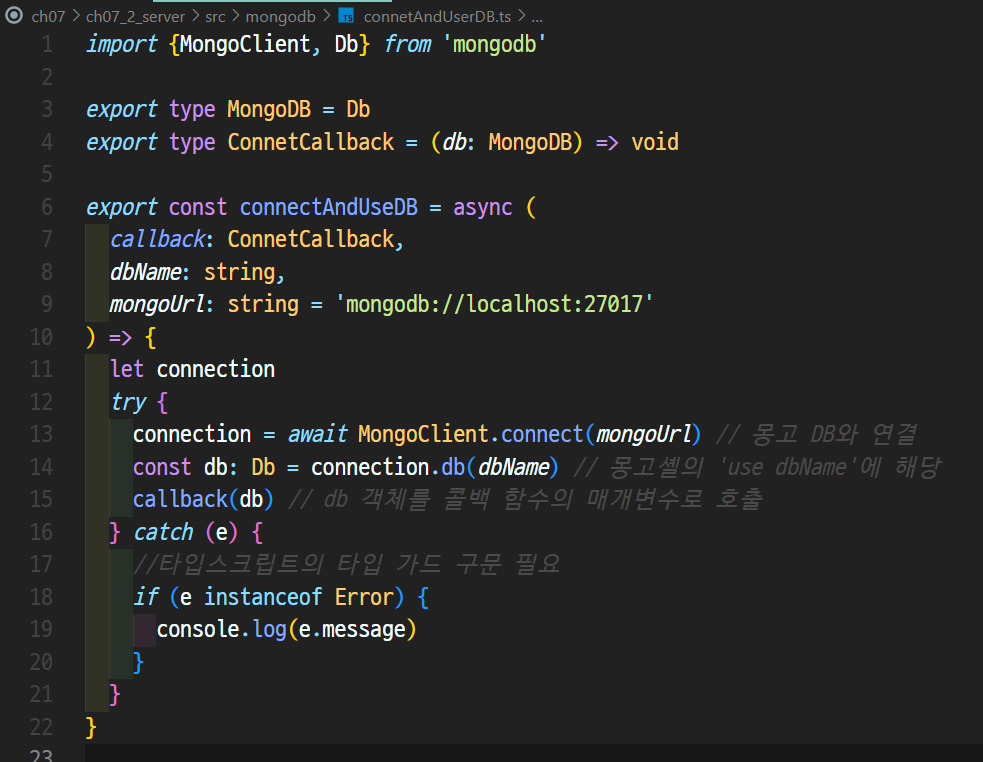 ch07 > ch07_2_server > src > mongodb > TS connetAndUserDB.ts > ...
1 import {MongoClient, Db} from 'mongodb'
2
3 export type MongoDB = Db
4 export type ConnetCallback = (db: MongoDB) => void
5
6 export const connectAndUseDB = async (
7 callback: ConnetCallback,
8 dbName: string,
9 mongoUrl: string = 'mongodb://localhost:27017'
10 ) => {
11 let connection
12 try {
13 connection = await MongoClient.connect(mongoUrl) // 몽고 DB와 연결
14 const db: Db = connection.db(dbName) // 몽고셸의 'use dbName'에 해당
15 callback(db) // db 객체를 콜백 함수의 매개변수로 호출
16 } catch (e) {
17 //타입스크립트의 타입 가드 구문 필요
18 if (e instanceof Error) {
19 console.log(e.message)
20 }
21 }
22 }
23